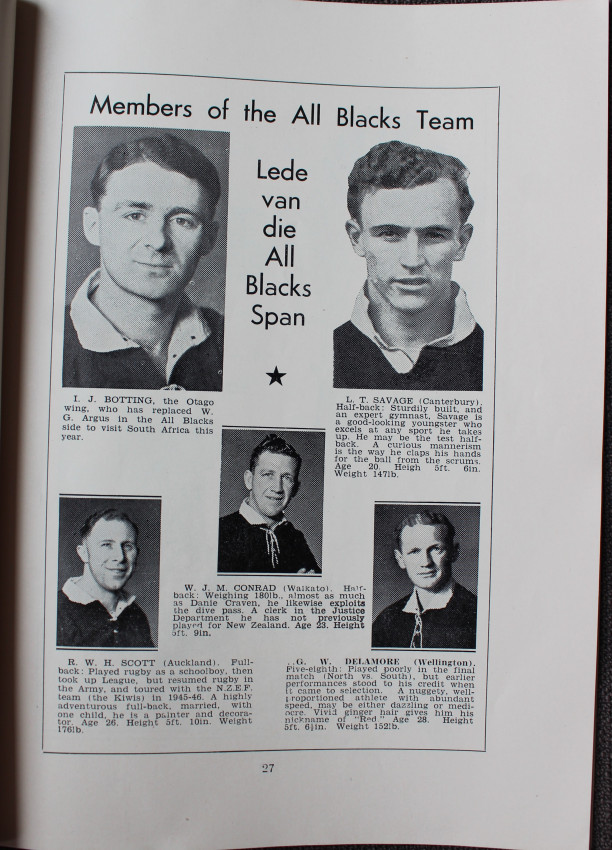 Members of the All Blacks Team
Lede
van
die
All
Blacks
Span
I. J. BOTTING, the Otago
wing, who has replaced W.
G. Argus in the All Blacks
side to visit South Africa this
year.
L. T. SAVAGE (Canterbury).
Half-back: Sturdily built, and
an expert gymnast, Savage is
a good-looking youngster who
excels at any sport he takes
up. He may be the test half-
back. A curious mannerism
is the way he claps his hands
for the ball from the scrums.
Age 20. Heigh 5ft. 6in.
Weight 147lb.
W. J. M. CONRAD (Waikato). Half-
back: Weighing 180lb., almost as much
as Danie Craven, he likewise exploits
the dive pass. A clerk in the Justice
Department he has not previously
played for New Zealand. Age 23. Height
5ft. 9in.
R. W. H. SCOTT (Auckland). Full-
back: Played rugby as a schoolboy, then
took up League, but resumed rugby in
the Army, and toured with the N.Z.E.F.
team (the Kiwis) in 1945-46. A highly
adventurous full-back, married, with
one child, he is a painter and decora-
tor. Age 26. Height 5ft. 10in. Weight
176lb.
G. W. DELAMORE (Wellington).
Five-eighth: Played poorly in the final
match (North vs. South), but earlier
performances stood to his credit when
it came to selection. A nuggety, well-
proportioned athlete with abundant
speed, may be either dazzling or medi-
ocre. Vivid ginger hair gives him his
nickname of "Red" Age 28. Height
5ft. 6½in. Weight 152lb.
27